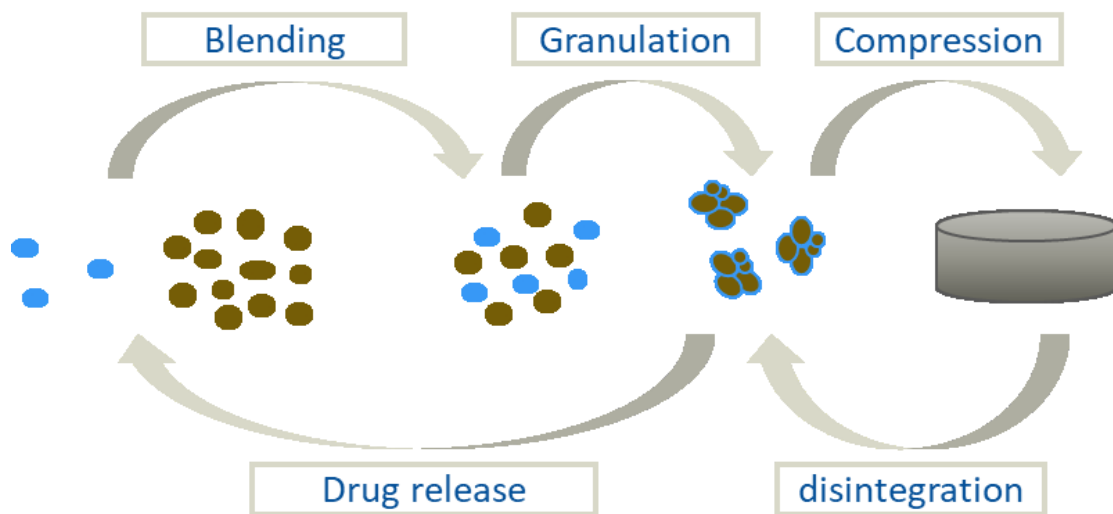 Blending
Granulation
Compression
Drug release
disintegration